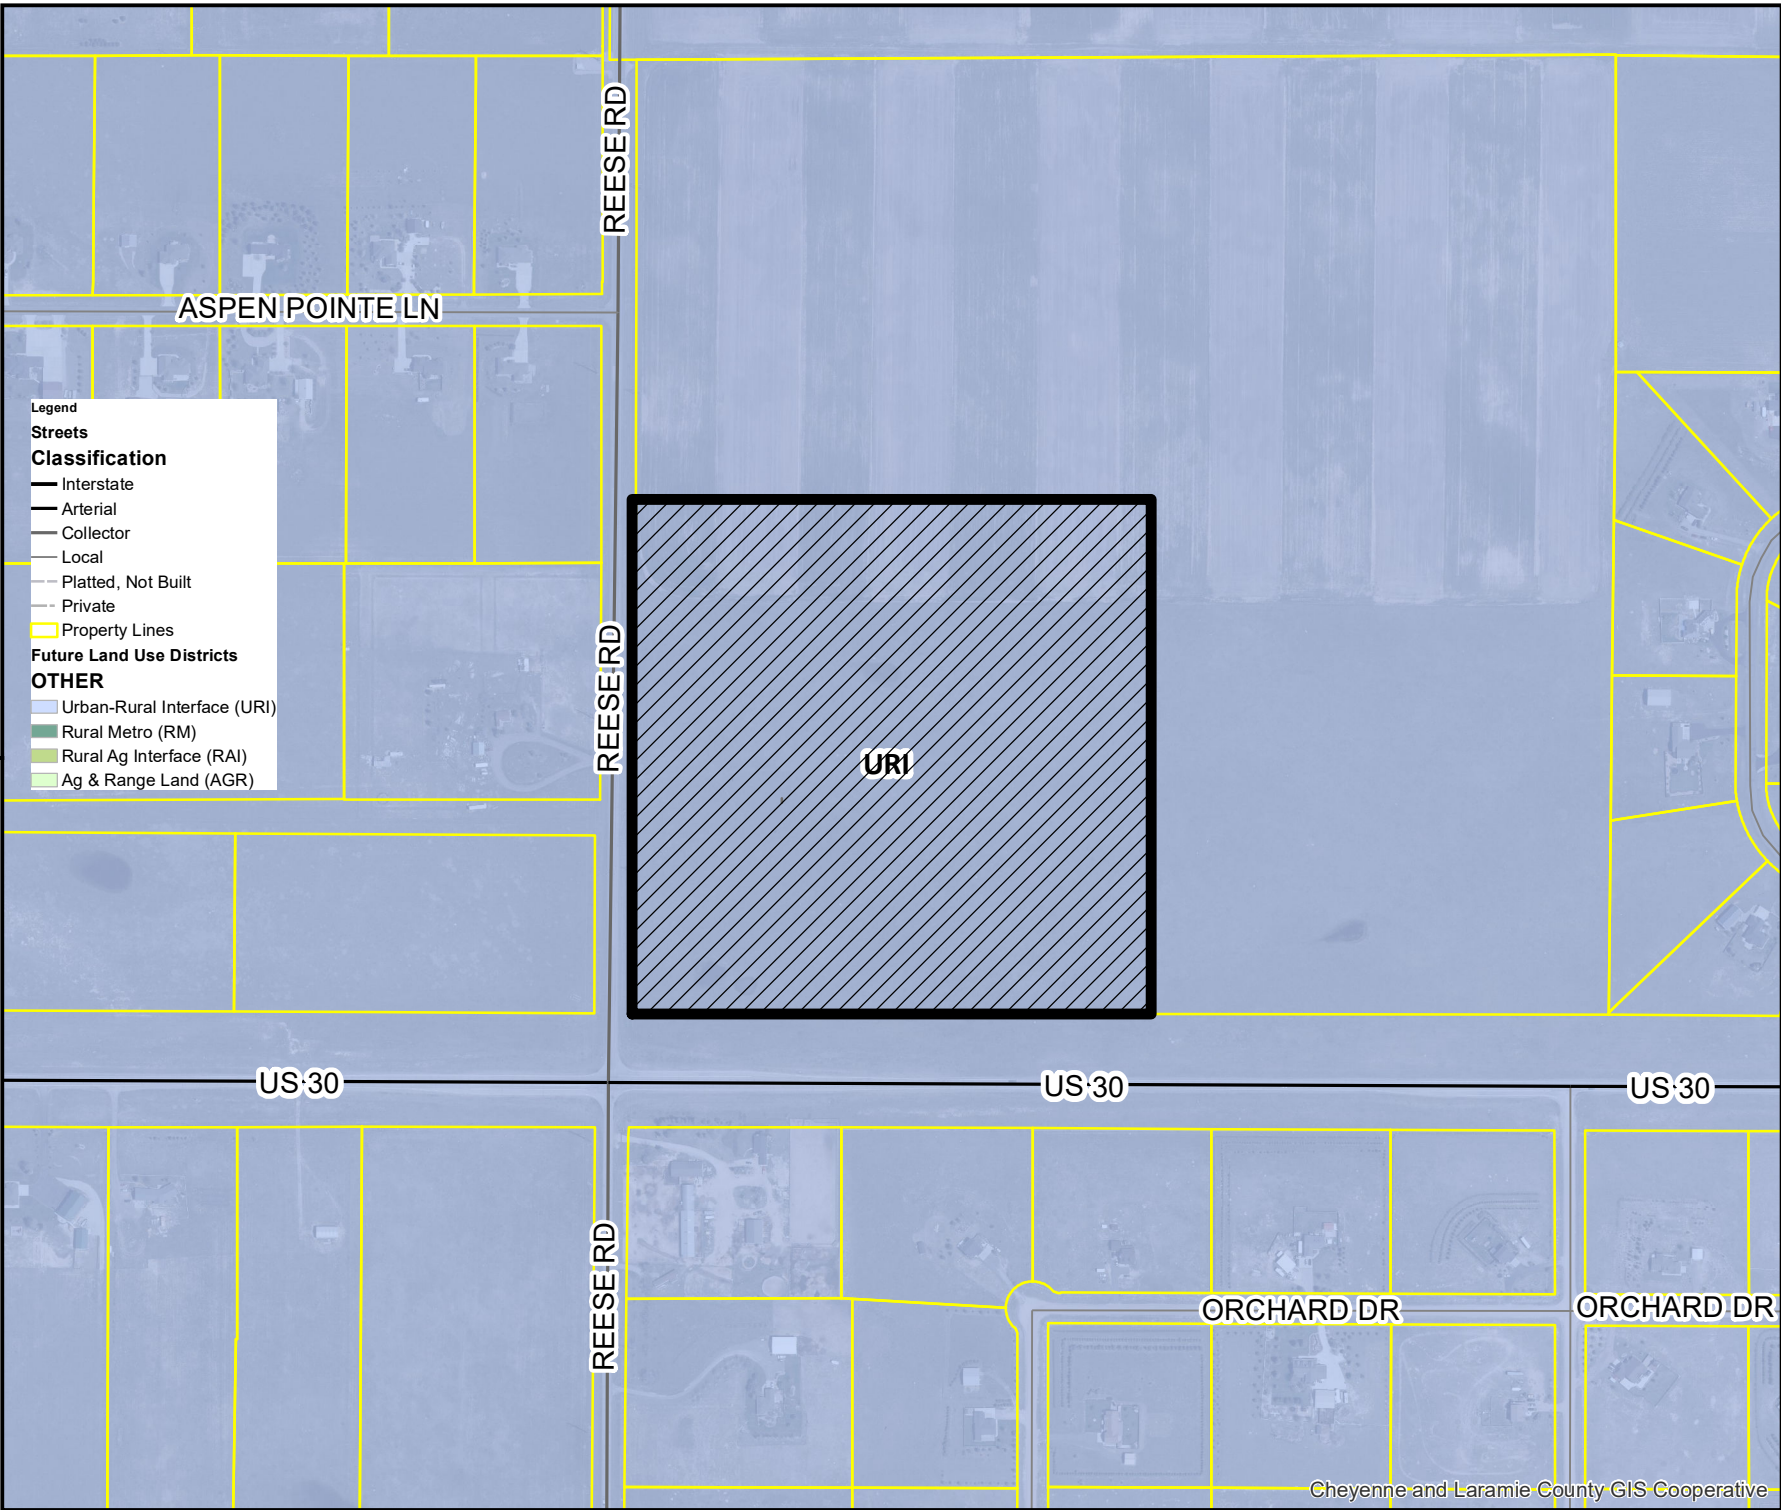 REESE RD
ASPEN POINTE LN
Legend
Streets
Classification
Interstate
Arterial
Collector
Local
Platted, Not Built
Private
Property Lines
Future Land Use Districts
OTHER
Urban-Rural Interface (URI)
Rural Metro (RM)
Rural Ag Interface (RAI)
Ag & Range Land (AGR)
REESE RD
URI
US 30
US 30
US 30
REESE RD
ORCHARD DR
ORCHARD DR
Cheyenne and Laramie County GIS Cooperative